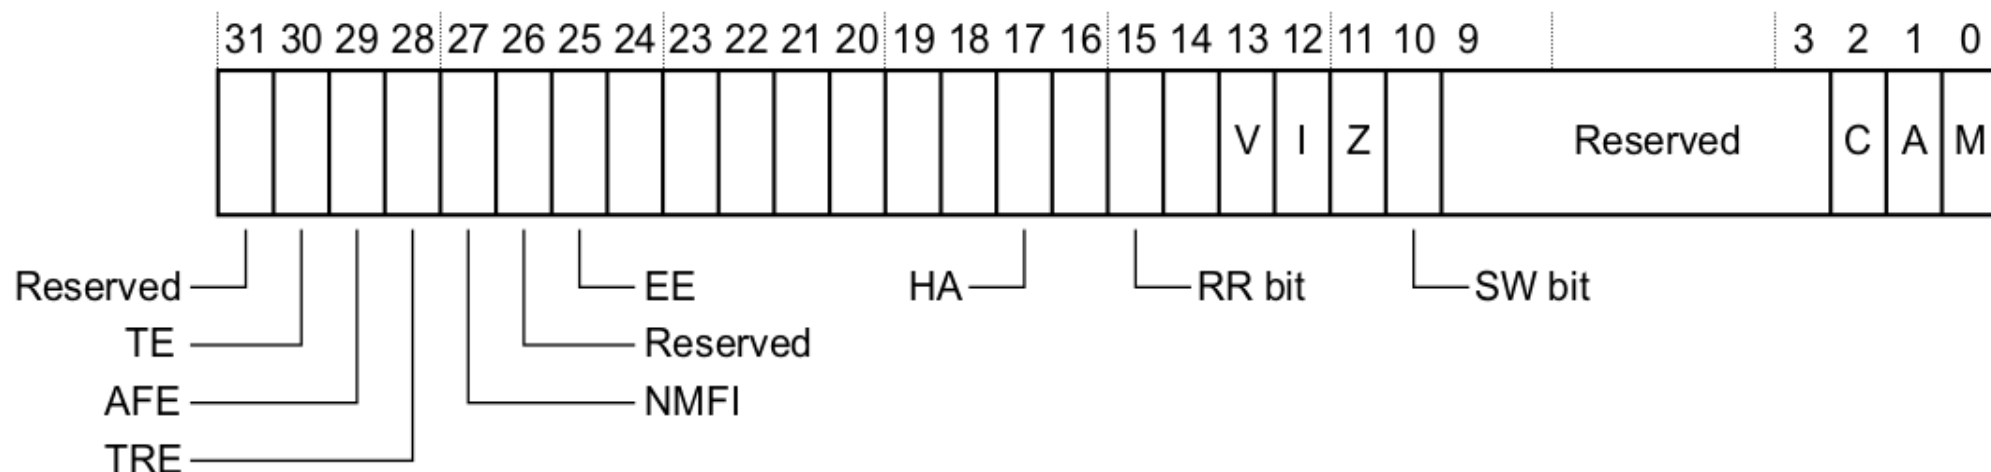 31 30 29 28 27 26 25 24 23 22 21 20 19 18 17 16 15 14 13 12 11 10 9 3 2 1 0
V I Z Reserved C A M
Reserved EE HA RR bit SW bit
TE Reserved
AFE NMFI
TRE